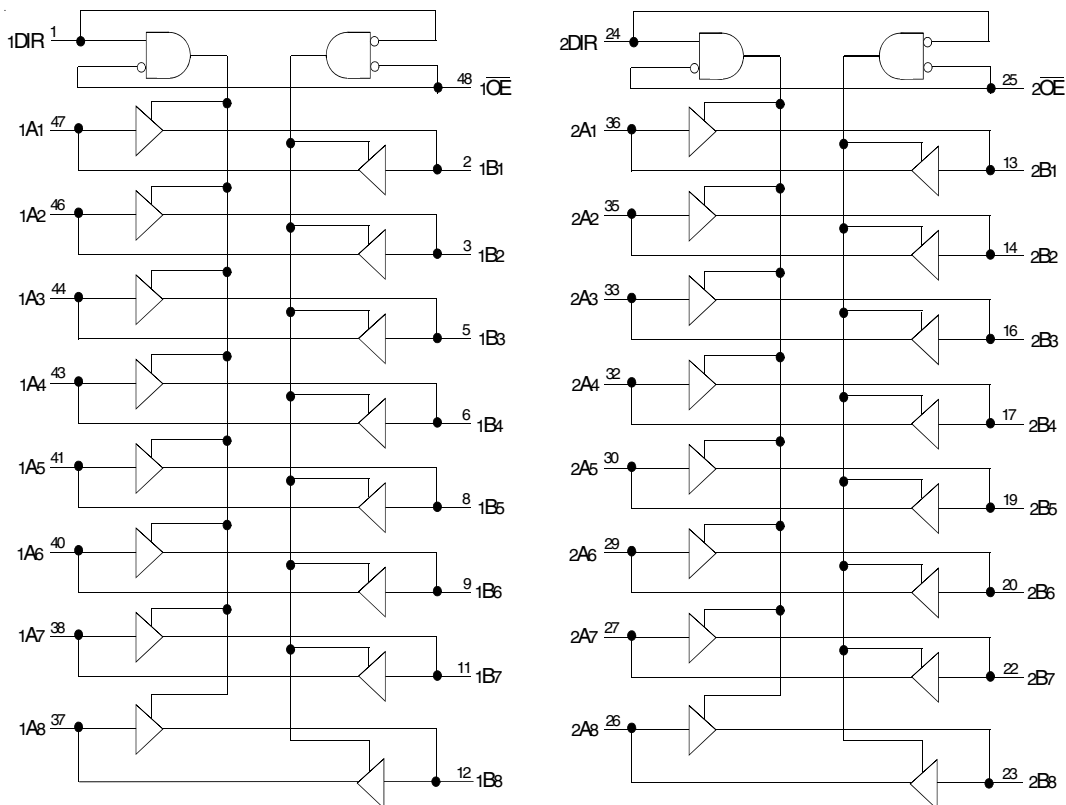 1DIR 1
48 1OE
1A1 47
2 1B1
1A2 46
3 1B2
1A3 44
5 1B3
1A4 43
6 1B4
1A5 41
8 1B5
1A6 40
9 1B6
1A7 38
11 1B7
1A8 37
12 1B8
2DIR 24
25 2OE
2A1 36
13 2B1
2A2 35
14 2B2
2A3 33
16 2B3
2A4 32
17 2B4
2A5 30
19 2B5
2A6 29
20 2B6
2A7 27
22 2B7
2A8 26
23 2B8